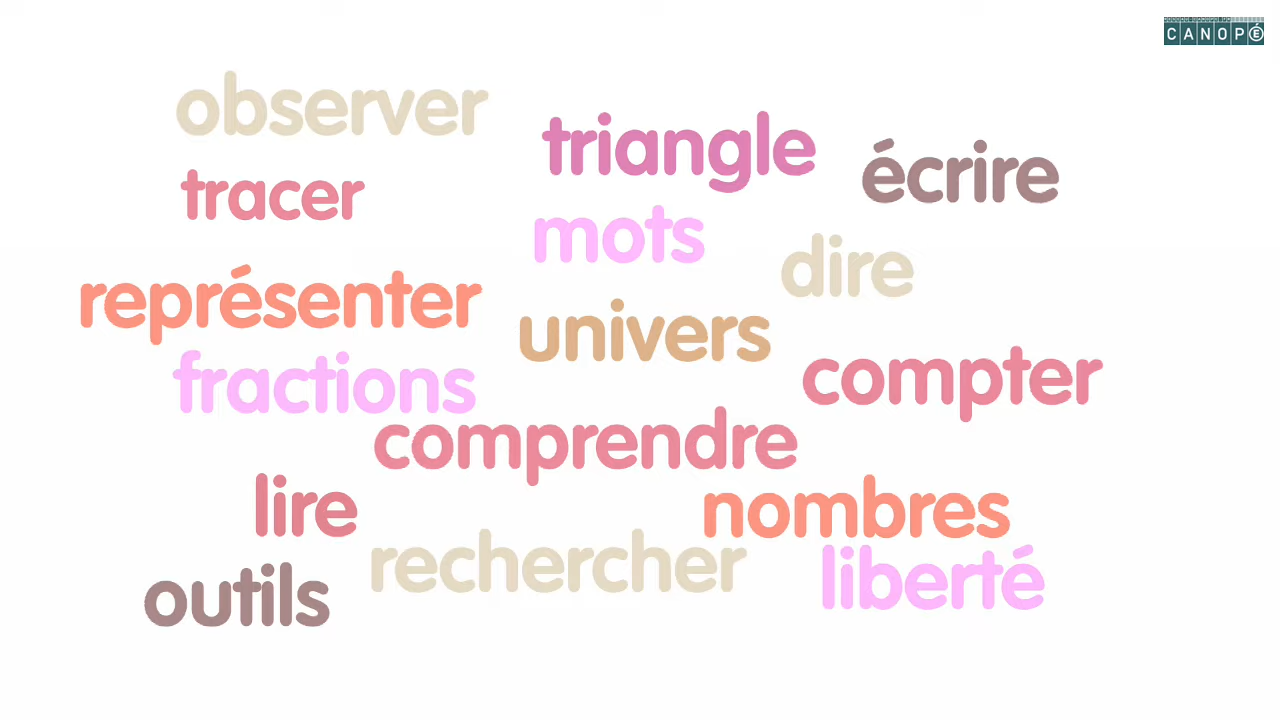 CANOPÉ
observer
triangle
écrire
tracer
mots
dire
représenter
univers
fractions
compter
comprendre
lire
nombres
rechercher
liberté
outils